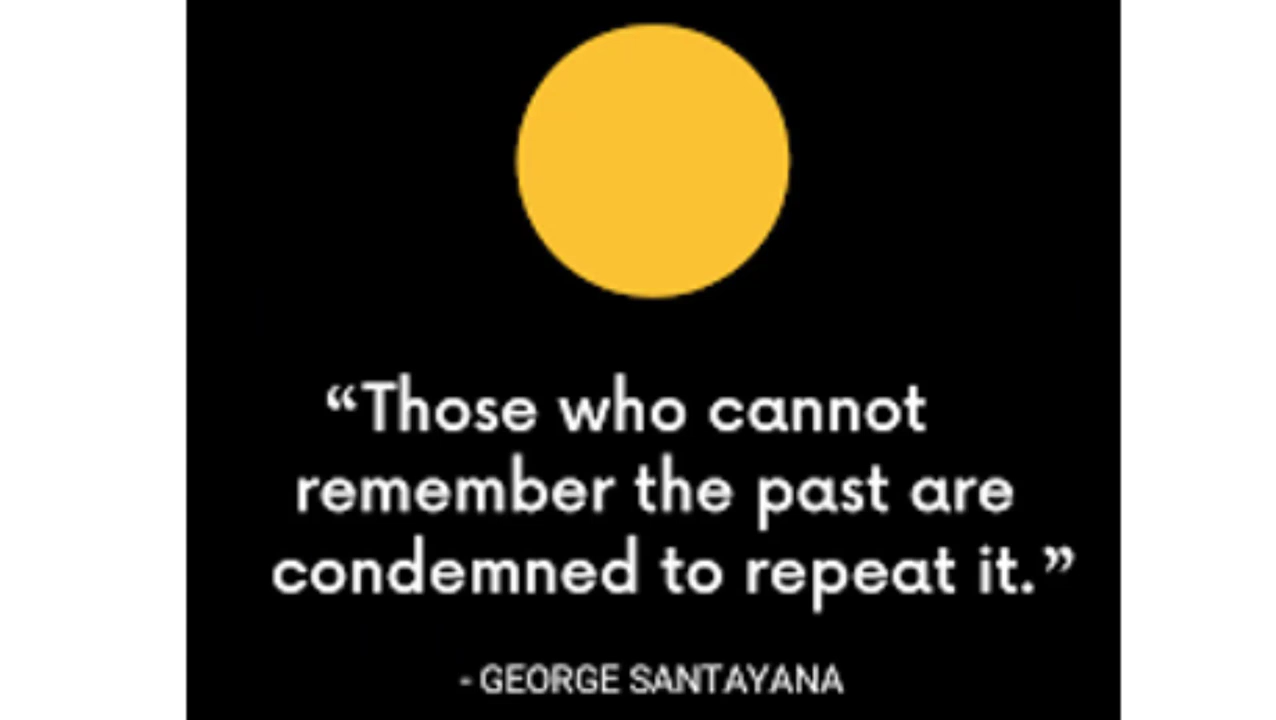 “Those who cannot
remember the past are
condemned to repeat it.”
- GEORGE SANTAYANA